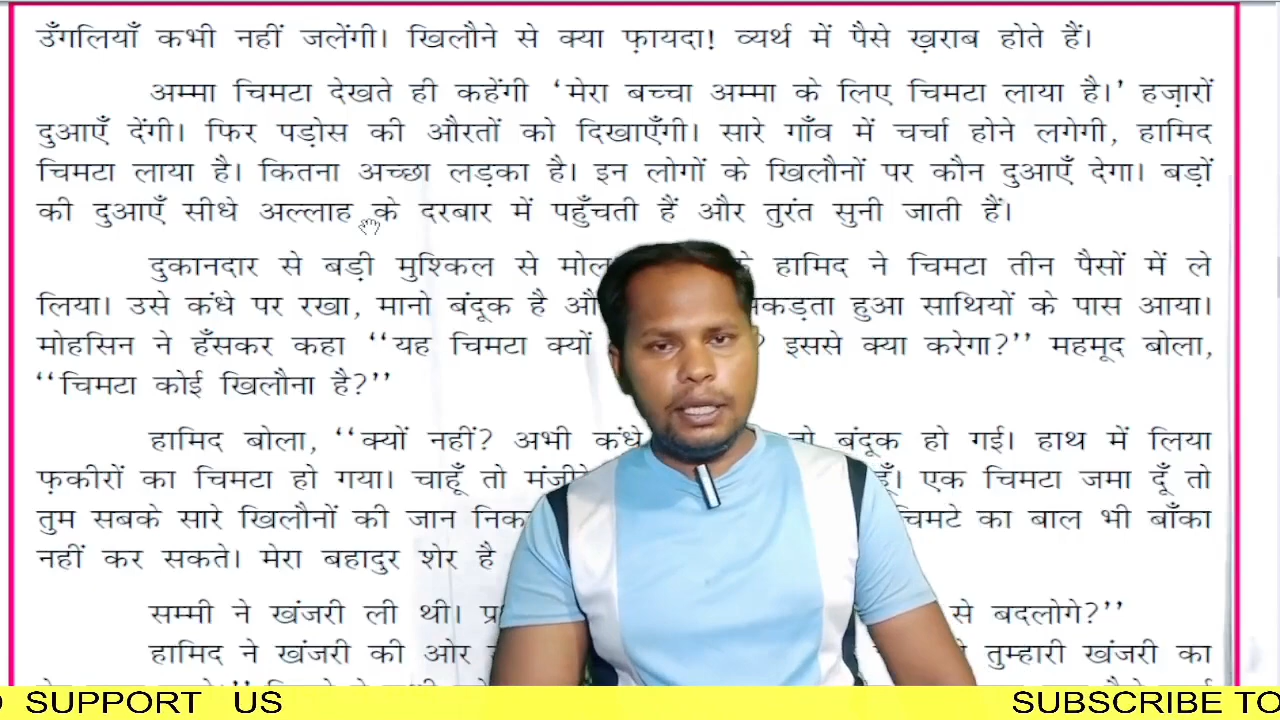 उँगलियाँ कभी नहीं जलेंगी। खिलौने से क्या फ़ायदा! व्यर्थ में पैसे ख़राब होते हैं।
अम्मा चिमटा देखते ही कहेंगी ‘मेरा बच्चा अम्मा के लिए चिमटा लाया है।’ हज़ारों
दुआएँ देंगी। फिर पड़ोस की औरतों को दिखाएँगी। सारे गाँव में चर्चा होने लगेगी, हामिद
चिमटा लाया है। कितना अच्छा लड़का है। इन लोगों के खिलौनों पर कौन दुआएँ देगा। बड़ों
की दुआएँ सीधे अल्लाह के दरबार में पहुँचती हैं और तुरंत सुनी जाती हैं।
दुकानदार से बड़ी मुश्किल से मोल हामिद ने चिमटा तीन पैसों में ले
लिया। उसे कंधे पर रखा, मानो बंदूक है हुआ साथियों के पास आया।
मोहसिन ने हँसकर कहा ‘‘यह चिमटा क्यों ? इससे क्या करेगा?’’ महमूद बोला,
‘‘चिमटा कोई खिलौना है?’’
हामिद बोला, ‘‘क्यों नहीं? अभी कंधे बंदूक हो गई। हाथ में लिया
फ़कीरों का चिमटा हो गया। चाहूँ तो एक चिमटा जमा दूँ तो
तुम सबके सारे खिलौनों की जान चिमटे का बाल भी बाँका
नहीं कर सकते। मेरा बहादुर शेर है
सम्मी ने खंजरी ली थी। से बदलोगे?’’
हामिद ने खंजरी की ओर तुम्हारी खंजरी का
SUPPORT US SUBSCRIBE TO